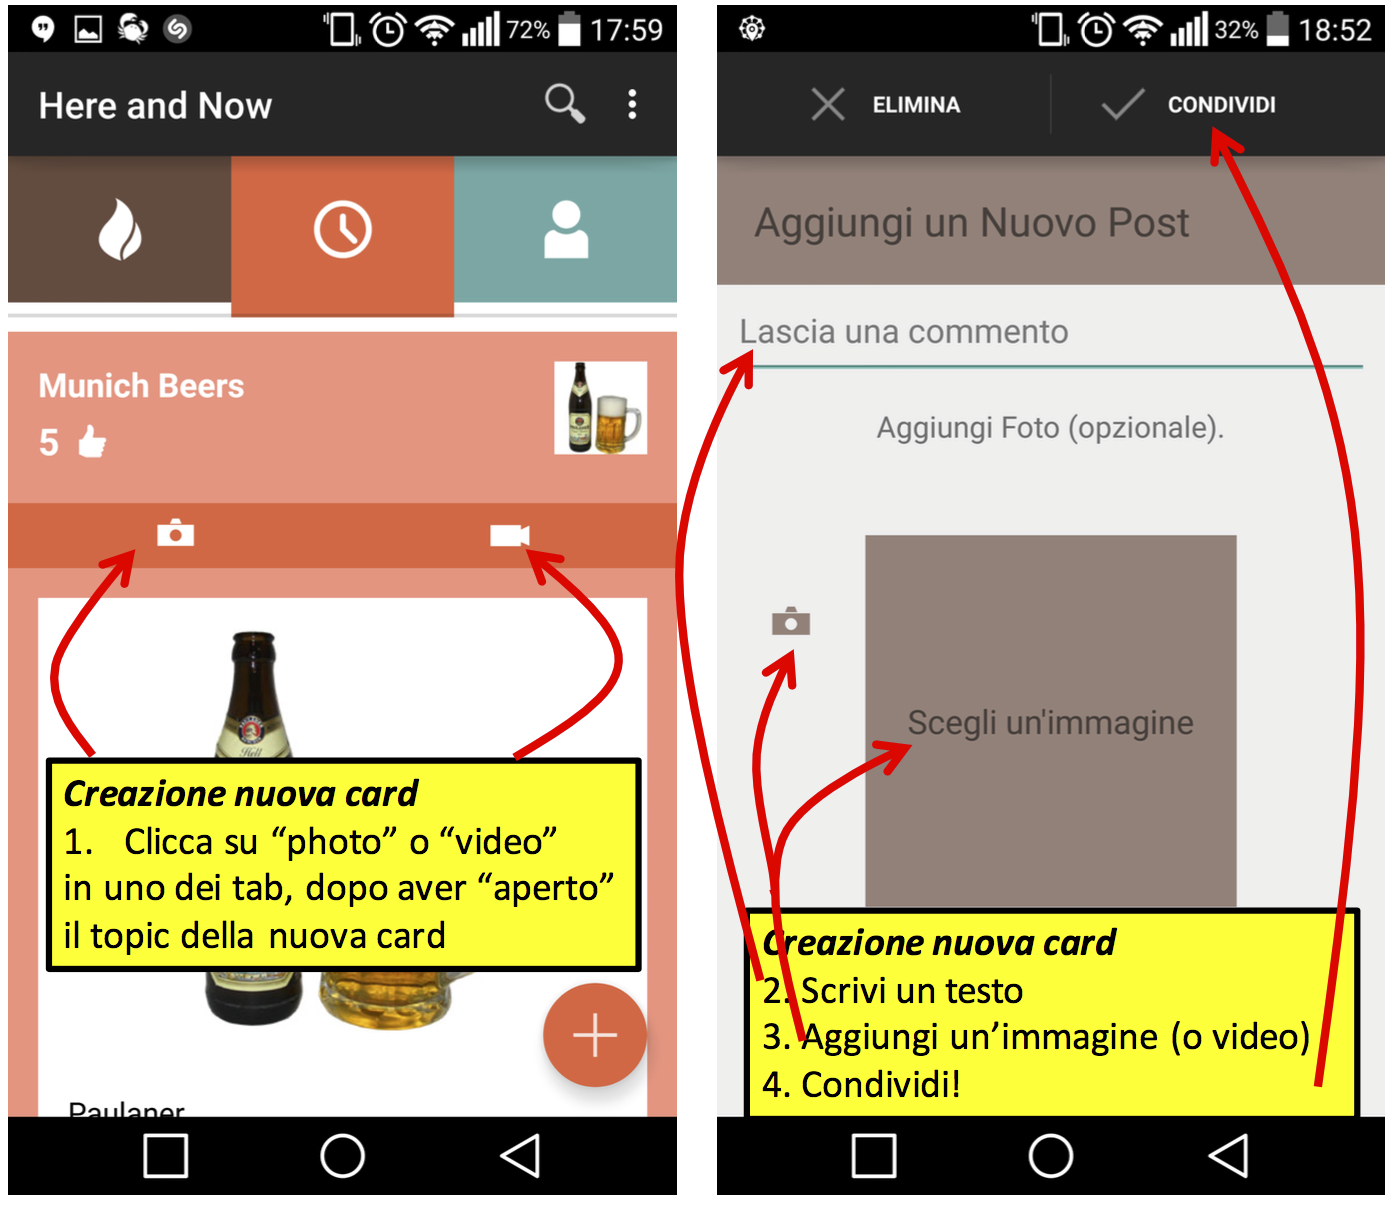 72% 17:59
Here and Now
Munich Beers
5
Hell
Creazione nuova card
1. Clicca su “photo” o “video”
in uno dei tab, dopo aver “aperto”
il topic della nuova card
Paulaner
32% 18:52
ELIMINA
CONDIVIDI
Aggiungi un Nuovo Post
Lascia una commento
Aggiungi Foto (opzionale).
Scegli un'immagine
Creazione nuova card
2. Scrivi un testo
3. Aggiungi un’immagine (o video)
4. Condividi!